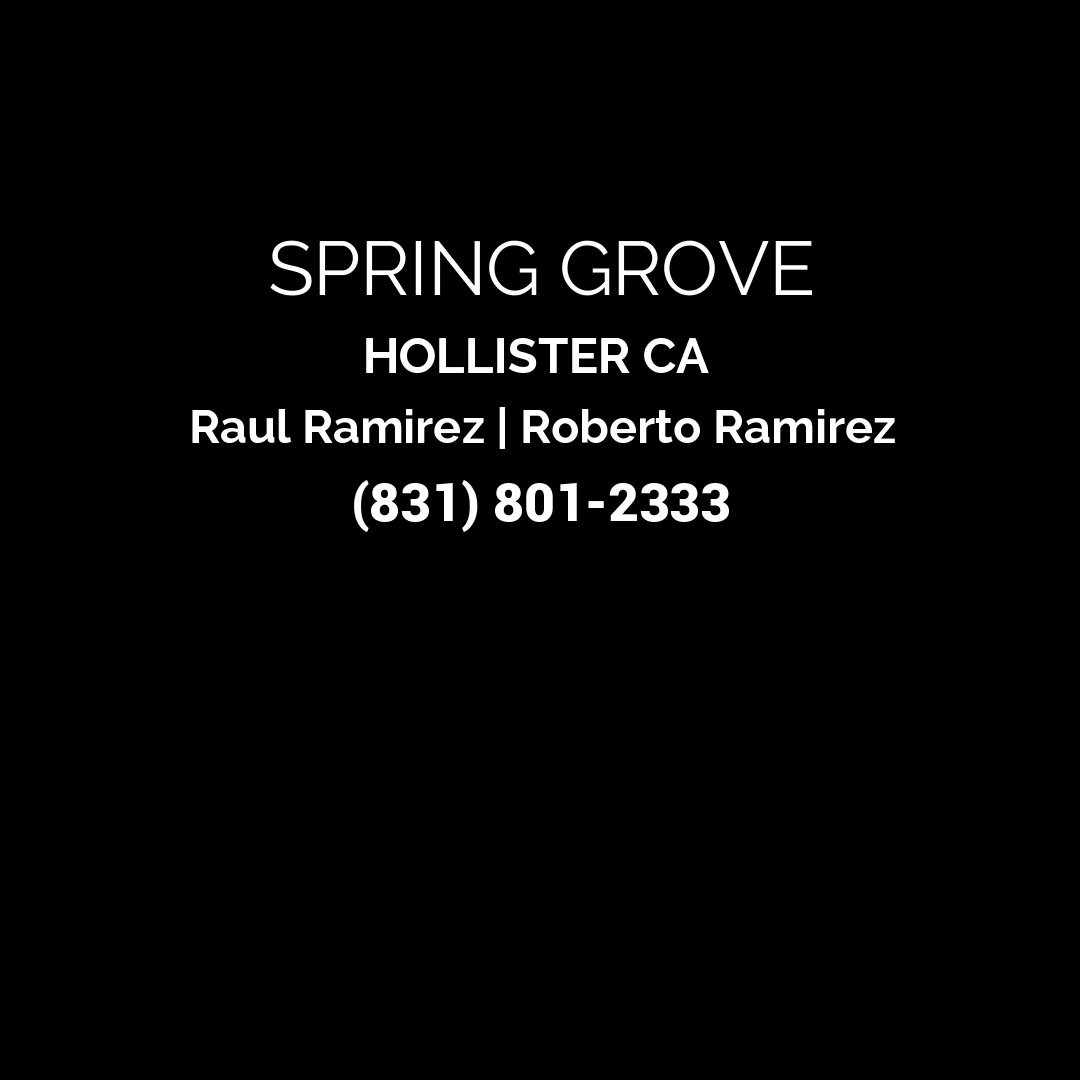 SPRING GROVE
HOLLISTER CA
Raul Ramirez | Roberto Ramirez
(831) 801-2333